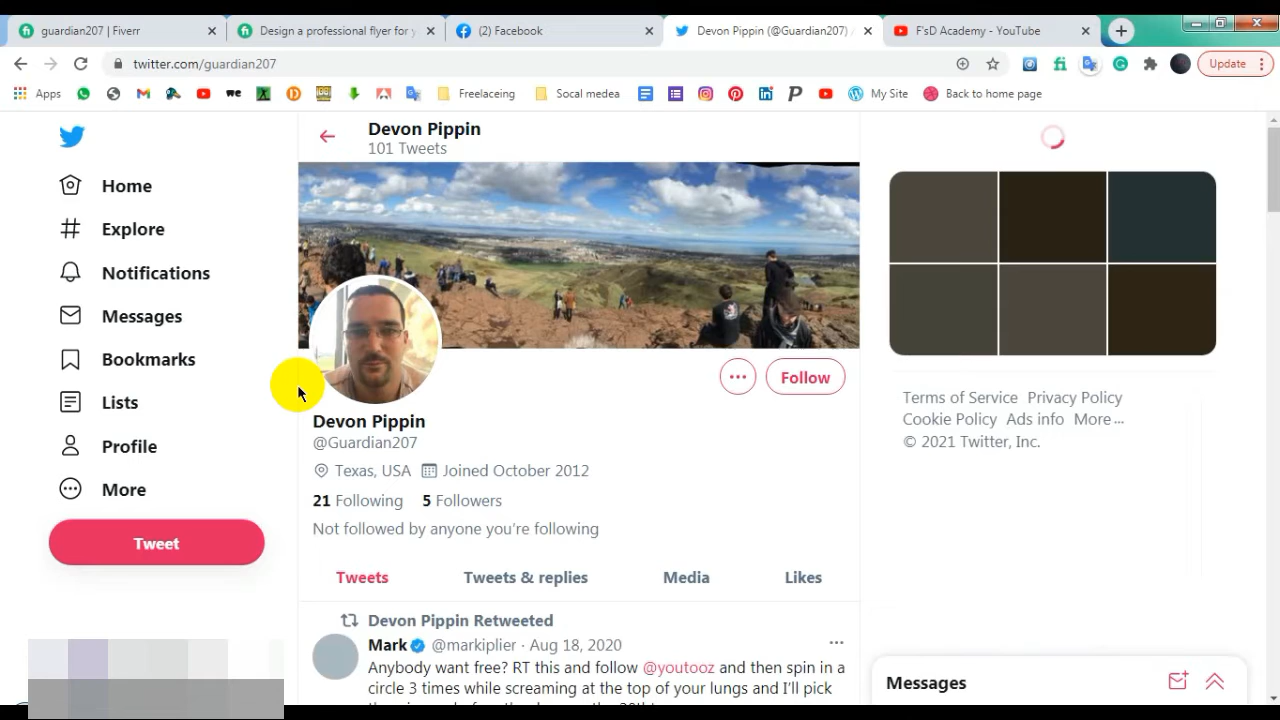 guardian207 | Fiverr
Design a professional flyer for y
(2) Facebook
Devon Pippin (@Guardian207) /
F'sD Academy - YouTube
twitter.com/guardian207
Update
Apps
Freelaceing
Socal medea
My Site
Back to home page
Home
Explore
Notifications
Messages
Bookmarks
Lists
Profile
More
Tweet
Devon Pippin
101 Tweets
Follow
Devon Pippin
@Guardian207
Texas, USA Joined October 2012
21 Following 5 Followers
Not followed by anyone you're following
Tweets Tweets & replies Media Likes
Devon Pippin Retweeted
Mark @markiplier · Aug 18, 2020
Anybody want free? RT this and follow @youtooz and then spin in a
circle 3 times while screaming at the top of your lungs and I'll pick
Terms of Service Privacy Policy
Cookie Policy Ads info More ...
© 2021 Twitter, Inc.
Messages